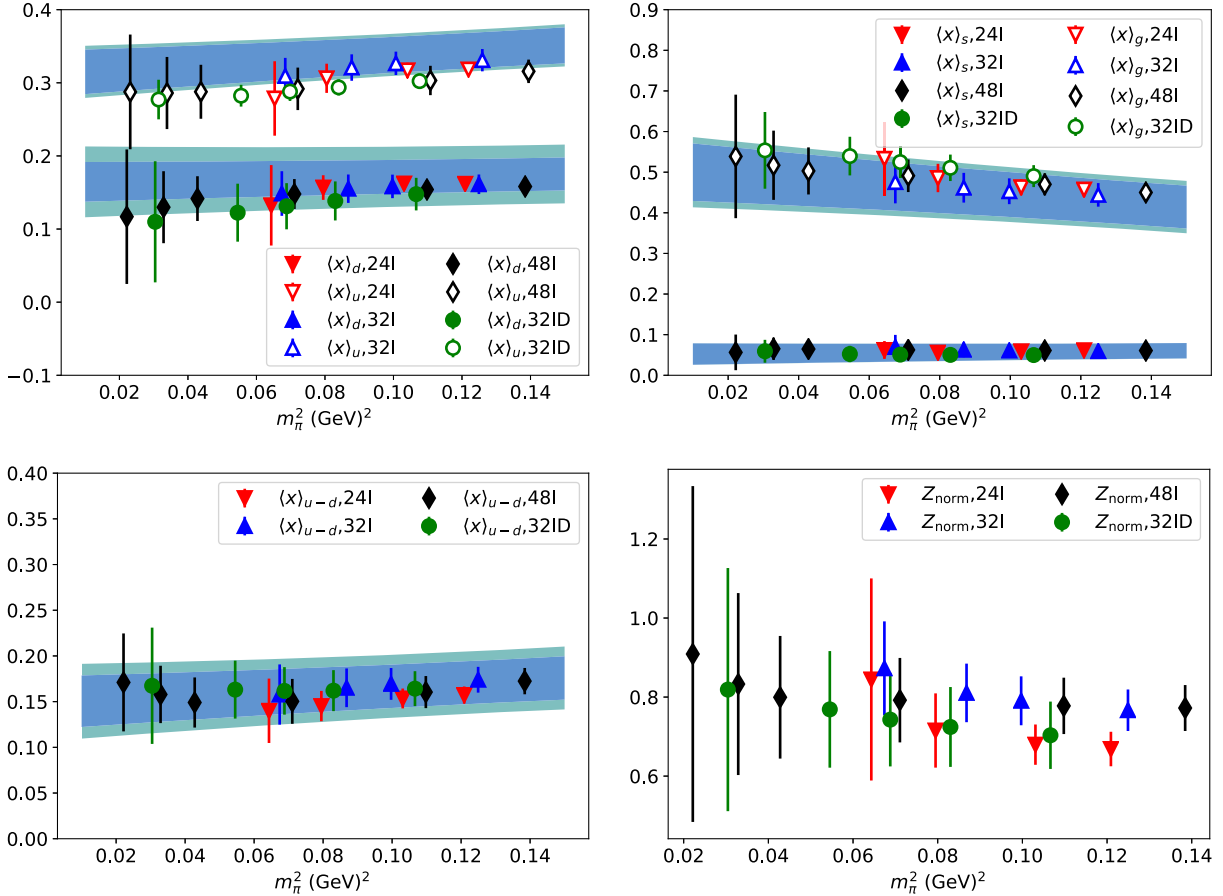 0.4
0.3
0.2
0.1
0.0
−0.1
⟨x⟩d,24I
⟨x⟩u,24I
⟨x⟩d,32I
⟨x⟩u,32I
⟨x⟩d,48I
⟨x⟩u,48I
⟨x⟩d,32ID
⟨x⟩u,32ID
0.02 0.04 0.06 0.08 0.10 0.12 0.14
m²π (GeV)²
0.9
0.8
0.7
0.6
0.5
0.4
0.3
0.2
0.1
0.0
⟨x⟩s,24I
⟨x⟩s,32I
⟨x⟩s,48I
⟨x⟩s,32ID
⟨x⟩g,24I
⟨x⟩g,32I
⟨x⟩g,48I
⟨x⟩g,32ID
0.02 0.04 0.06 0.08 0.10 0.12 0.14
m²π (GeV)²
0.40
0.35
0.30
0.25
0.20
0.15
0.10
0.05
0.00
⟨x⟩u−d,24I
⟨x⟩u−d,32I
⟨x⟩u−d,48I
⟨x⟩u−d,32ID
0.02 0.04 0.06 0.08 0.10 0.12 0.14
m²π (GeV)²
1.2
1.0
0.8
0.6
Znorm,24I
Znorm,32I
Znorm,48I
Znorm,32ID
0.02 0.04 0.06 0.08 0.10 0.12 0.14
m²π (GeV)²